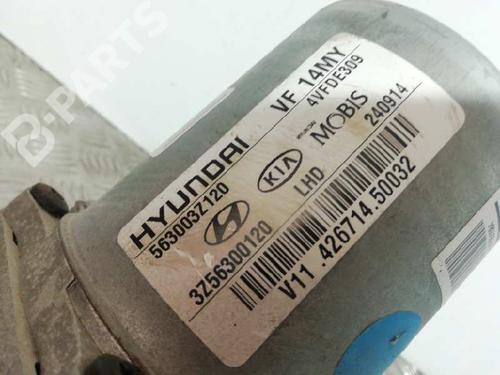 HYUNDAI VF 14MY
563003Z120 4VFDE309
KIA MOBIS
3Z56300120 LHD 240914
V11 .426714.50032
B-PARTS